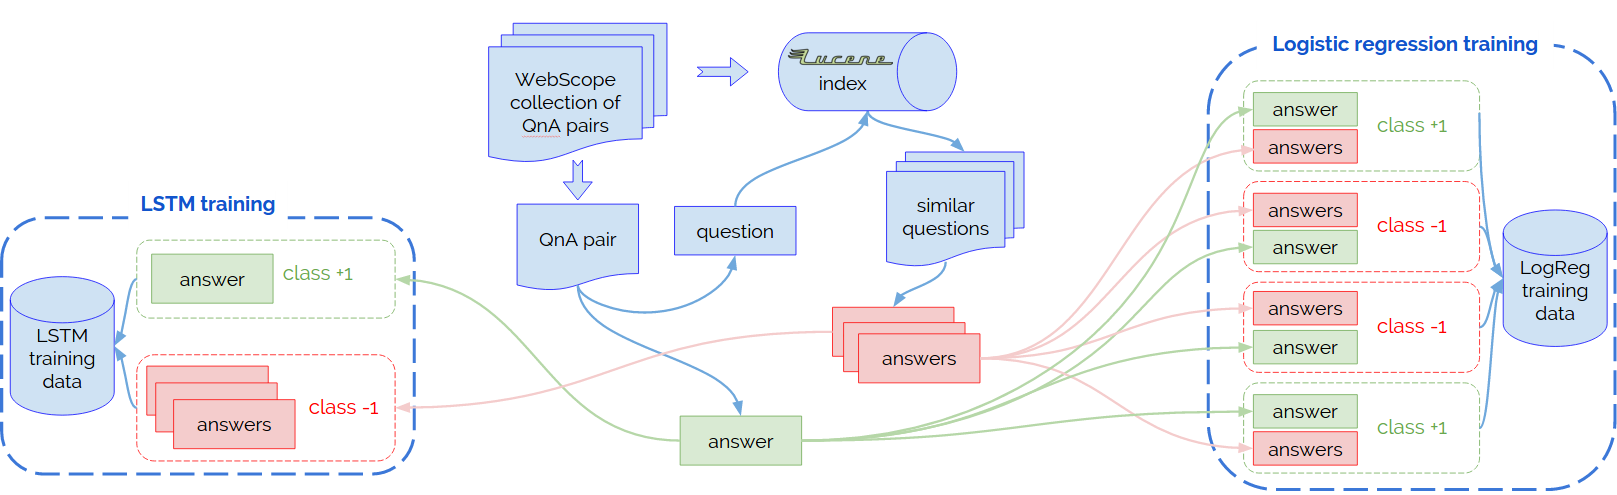 WebScope
collection of
QnA pairs
Lucene
index
QnA pair
question
similar
questions
answers
answer
LSTM training
answer
class +1
LSTM
training
data
answers
class -1
Logistic regression training
answer
class +1
answers
answers
class -1
answer
answers
class -1
answer
answer
class +1
answers
LogReg
training
data